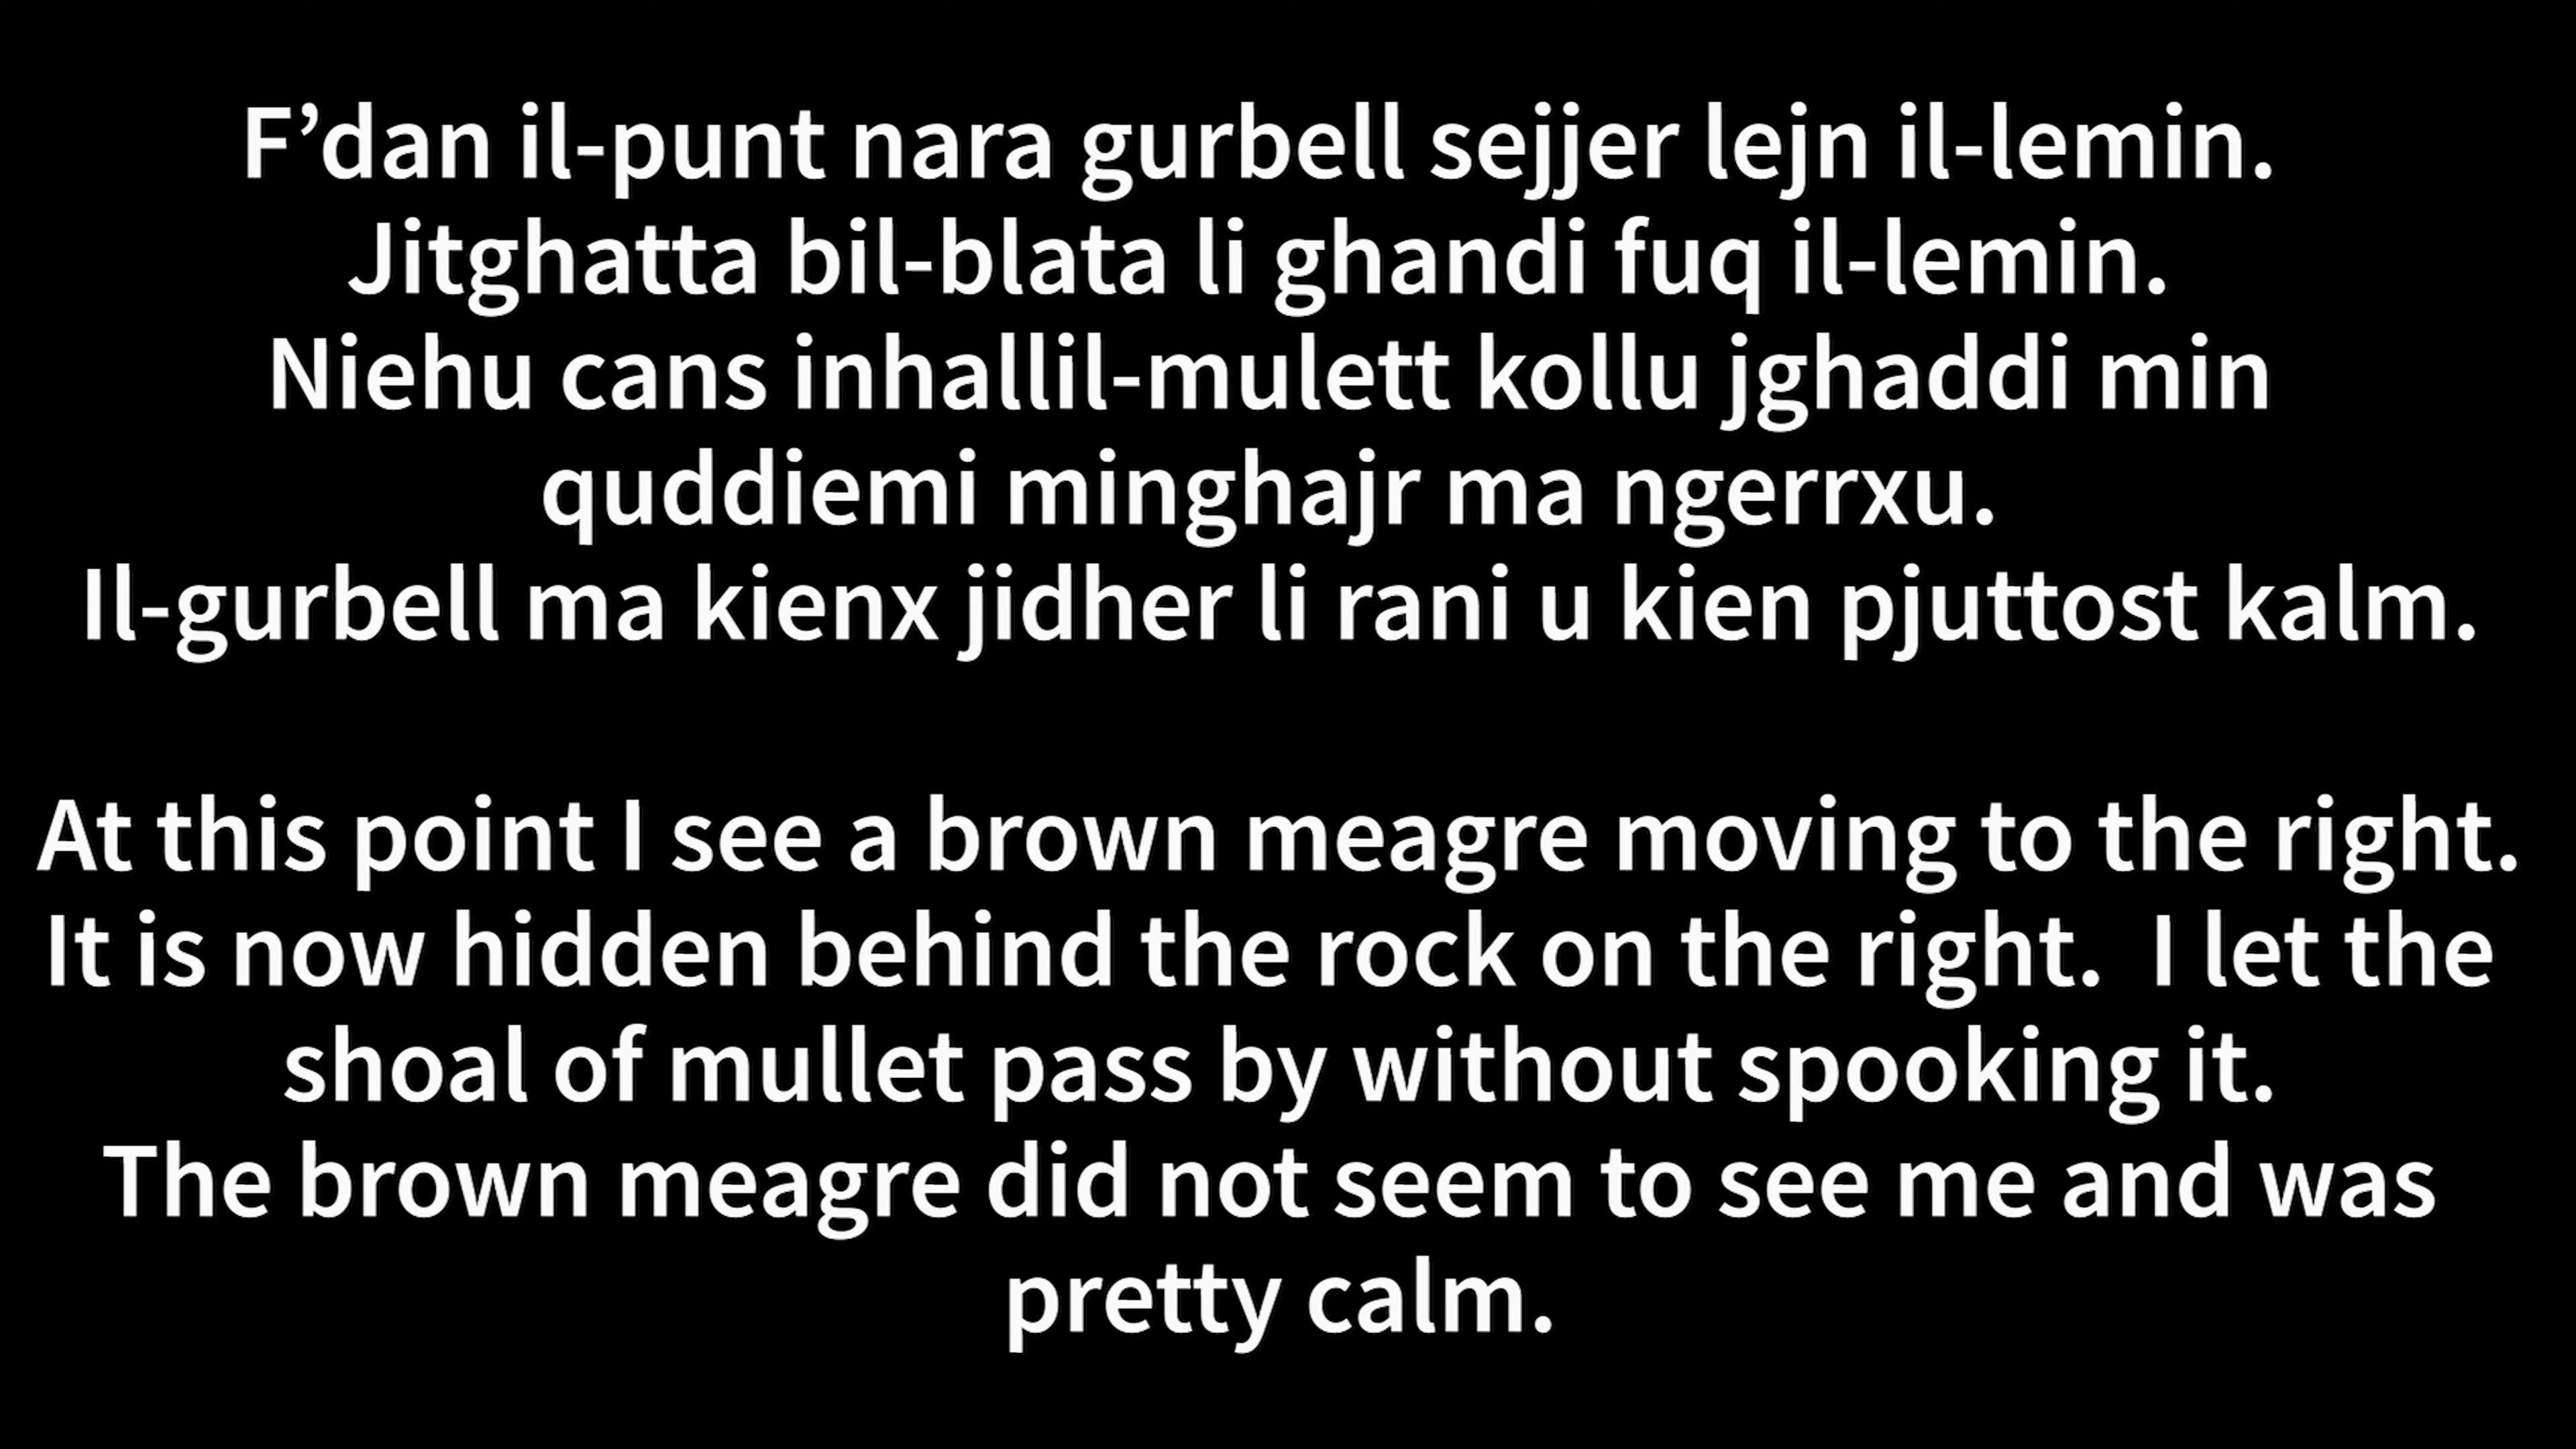 F’dan il-punt nara gurbell sejjer lejn il-lemin.
Jitghatta bil-blata li ghandi fuq il-lemin.
Niehu cans inhallil-mulett kollu jghaddi min
quddiemi minghajr ma ngerrxu.
Il-gurbell ma kienx jidher li rani u kien pjuttost kalm.
At this point I see a brown meagre moving to the right.
It is now hidden behind the rock on the right.  I let the
shoal of mullet pass by without spooking it.
The brown meagre did not seem to see me and was
pretty calm.